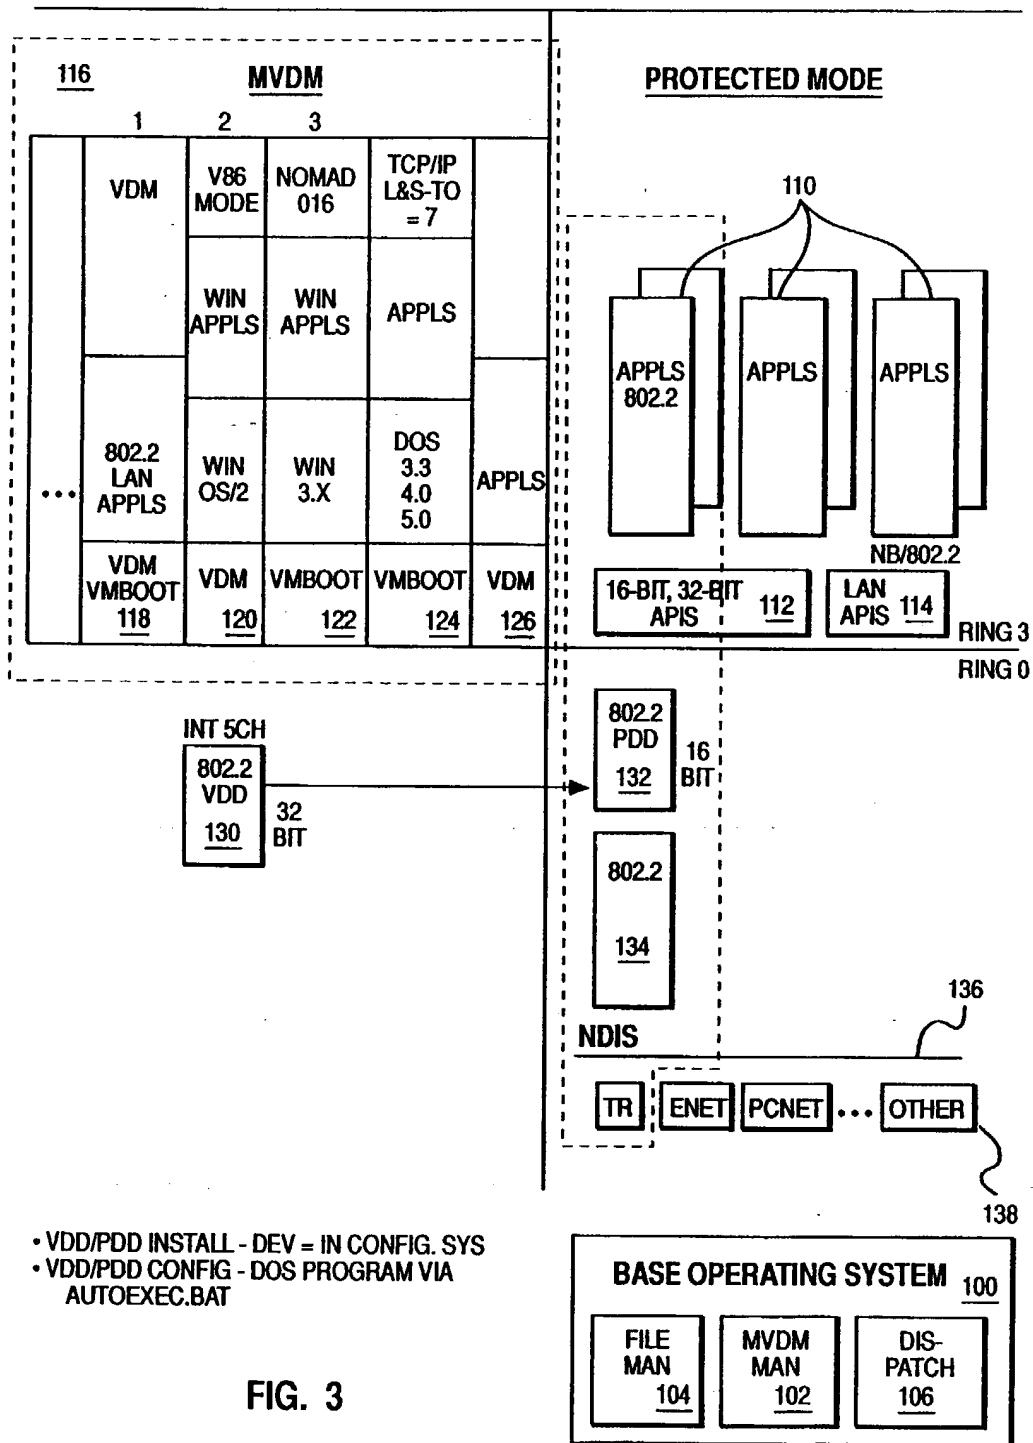 116
MVDM
PROTECTED MODE
1 2 3
VDM
V86
MODE
NOMAD
016
TCP/IP
L&S-TO
= 7
110
WIN
APPLS
WIN
APPLS
APPLS
APPLS
802.2
APPLS
APPLS
...
802.2
LAN
APPLS
WIN
OS/2
WIN
3.X
DOS
3.3
4.0
5.0
APPLS
NB/802.2
VDM
VMBOOT
118
VDM
120
VMBOOT
122
VMBOOT
124
VDM
126
16-BIT, 32-BIT
APIS 112
LAN
APIS 114
RING 3
RING 0
INT 5CH
802.2
VDD
130
32
BIT
802.2
PDD
132
16
BIT
802.2
134
136
NDIS
TR
ENET
PCNET
...
OTHER
138
• VDD/PDD INSTALL - DEV = IN CONFIG. SYS
• VDD/PDD CONFIG - DOS PROGRAM VIA
AUTOEXEC.BAT
BASE OPERATING SYSTEM 100
FILE
MAN
104
MVDM
MAN
102
DIS-
PATCH
106
FIG. 3